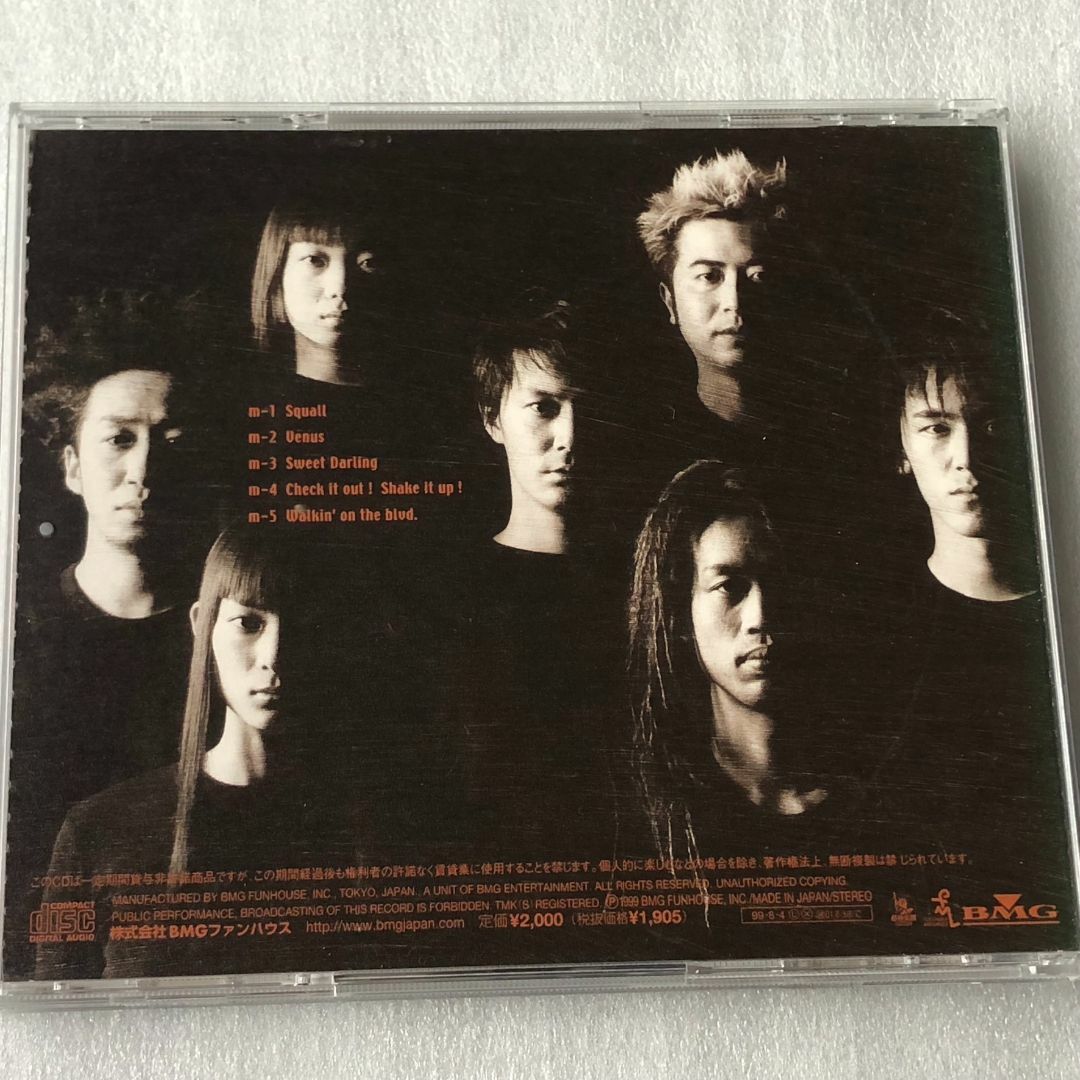 m-1 Squall
m-2 Venus
m-3 Sweet Darling
m-4 Check it out! Shake it up!
m-5 Walkin' on the blvd.
このCDは一定期間貸与非許諾商品ですが、この期間経過後も権利者の許諾なく賃貸業に使用することを禁じます。個人的に楽しむなどの場合を除き、著作権法上、無断複製は禁じられています。
MANUFACTURED BY BMG FUNHOUSE, INC., TOKYO, JAPAN. A UNIT OF BMG ENTERTAINMENT. ALL RIGHTS RESERVED. UNAUTHORIZED COPYING,
PUBLIC PERFORMANCE, BROADCASTING OF THIS RECORD IS FORBIDDEN. TMK(S) REGISTERED. Ⓟ1999 BMG FUNHOUSE, INC./MADE IN JAPAN/STEREO
株式会社BMGファンハウス http://www.bmgjapan.com 定価¥2,000 (税抜価格¥1,905)
COMPACT
disc
DIGITAL AUDIO
99·8·4
BMG